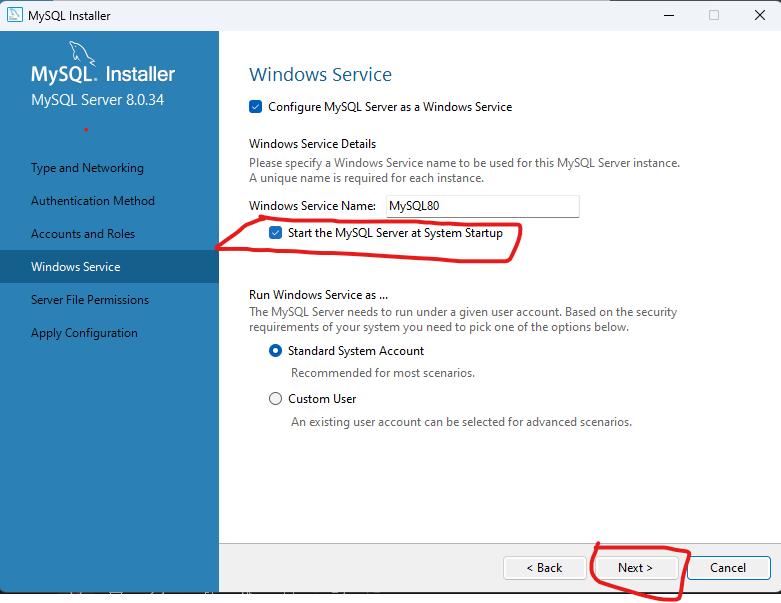 MySQL Installer
MySQL. Installer
MySQL Server 8.0.34
Type and Networking
Authentication Method
Accounts and Roles
Windows Service
Server File Permissions
Apply Configuration
Windows Service
Configure MySQL Server as a Windows Service
Windows Service Details
Please specify a Windows Service name to be used for this MySQL Server instance.
A unique name is required for each instance.
Windows Service Name: MySQL80
Start the MySQL Server at System Startup
Run Windows Service as ...
The MySQL Server needs to run under a given user account. Based on the security
requirements of your system you need to pick one of the options below.
Standard System Account
Recommended for most scenarios.
Custom User
An existing user account can be selected for advanced scenarios.
< Back
Next >
Cancel